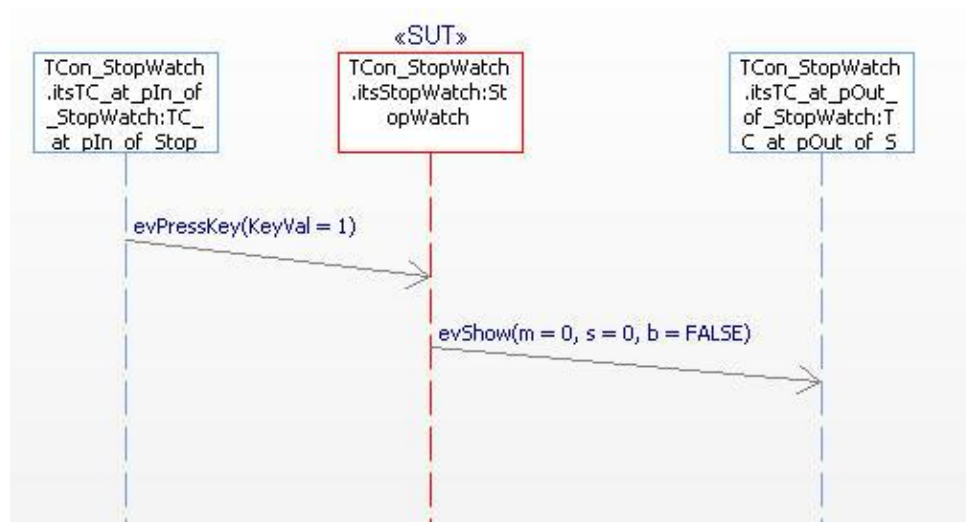 «SUT»
TCon_StopWatch
.itsTC_at_pIn_of
_StopWatch:TC_
at_pIn_of_Stop
TCon_StopWatch
.itsStopWatch:St
opWatch
TCon_StopWatch
.itsTC_at_pOut_
of_StopWatch:T
C_at_pOut_of_S
evPressKey(KeyVal = 1)
evShow(m = 0, s = 0, b = FALSE)